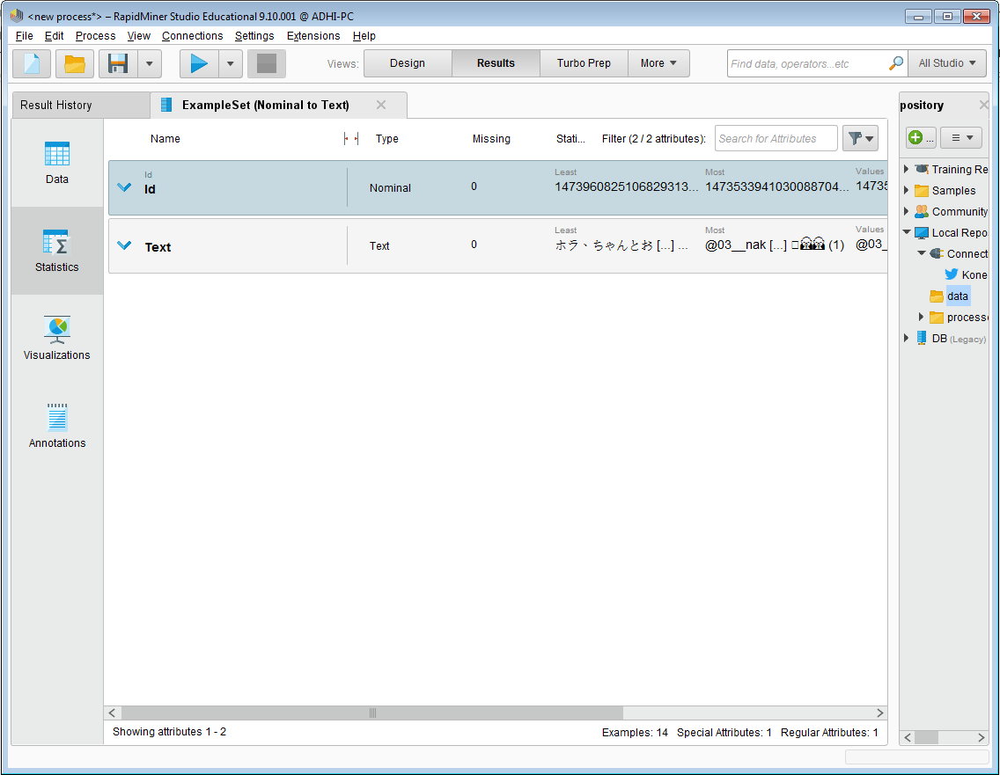 <new process*> – RapidMiner Studio Educational 9.10.001 @ ADHI-PC
File Edit Process View Connections Settings Extensions Help
Views: Design Results Turbo Prep More Find data, operators...etc All Studio
Result History ExampleSet (Nominal to Text) pository
Name Type Missing Stati... Filter (2 / 2 attributes): Search for Attributes
...
Data
Id
Id Nominal 0
Least
1473960825106829313...
Most
1473533941030088704...
Values
14735
Text Text 0
Least
ホラ、ちゃんとお [...] ...
Most
@03__nak [...] (1)
Values
@03_
Statistics
Visualizations
Annotations
Training Re
Samples
Community
Local Repo
Connect
Kone
data
processe
DB (Legacy)
Showing attributes 1 - 2 Examples: 14 Special Attributes: 1 Regular Attributes: 1